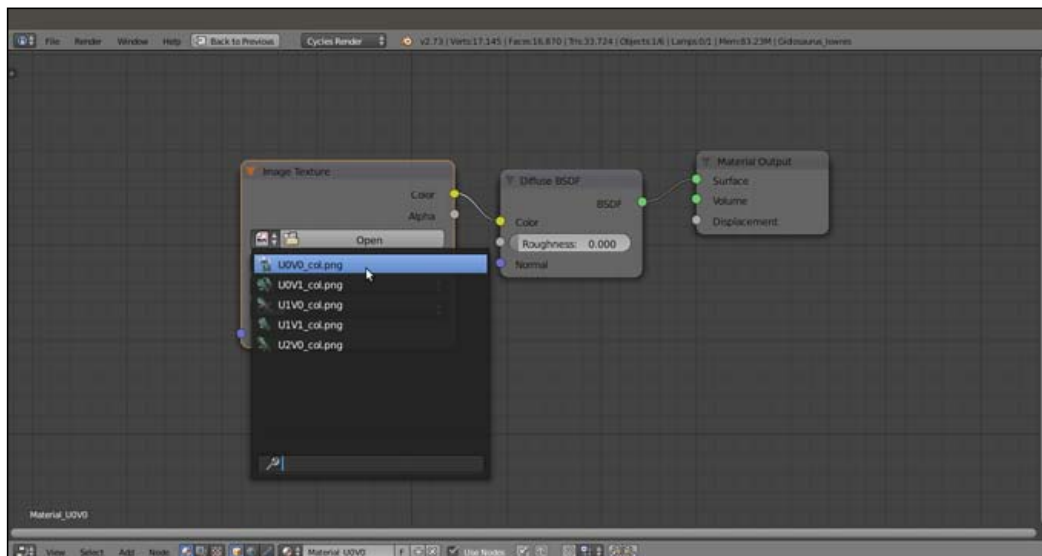 File Render Window Help Back to Previous Cycles Render v2.73 | Verts:17,145 | Faces:16,870 | Tris:33,724 | Objects:1/6 | Lamps:0/1 | Mem:83.23M | Gidiosaurus_lowres
Image Texture
Color
Alpha
Open
U0V0_col.png
U0V1_col.png
U1V0_col.png
U1V1_col.png
U2V0_col.png
Diffuse BSDF
BSDF
Color
Roughness: 0.000
Normal
Material Output
Surface
Volume
Displacement
Material_U0V0
View Select Add Node Material_U0V0 F Use Nodes